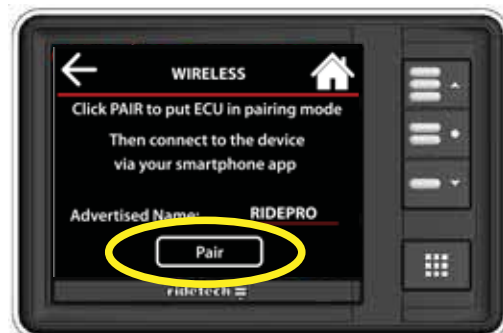 WIRELESS
Click PAIR to put ECU in pairing mode
Then connect to the device
via your smartphone app
Advertised Name: RIDEPRO
Pair
ridetech